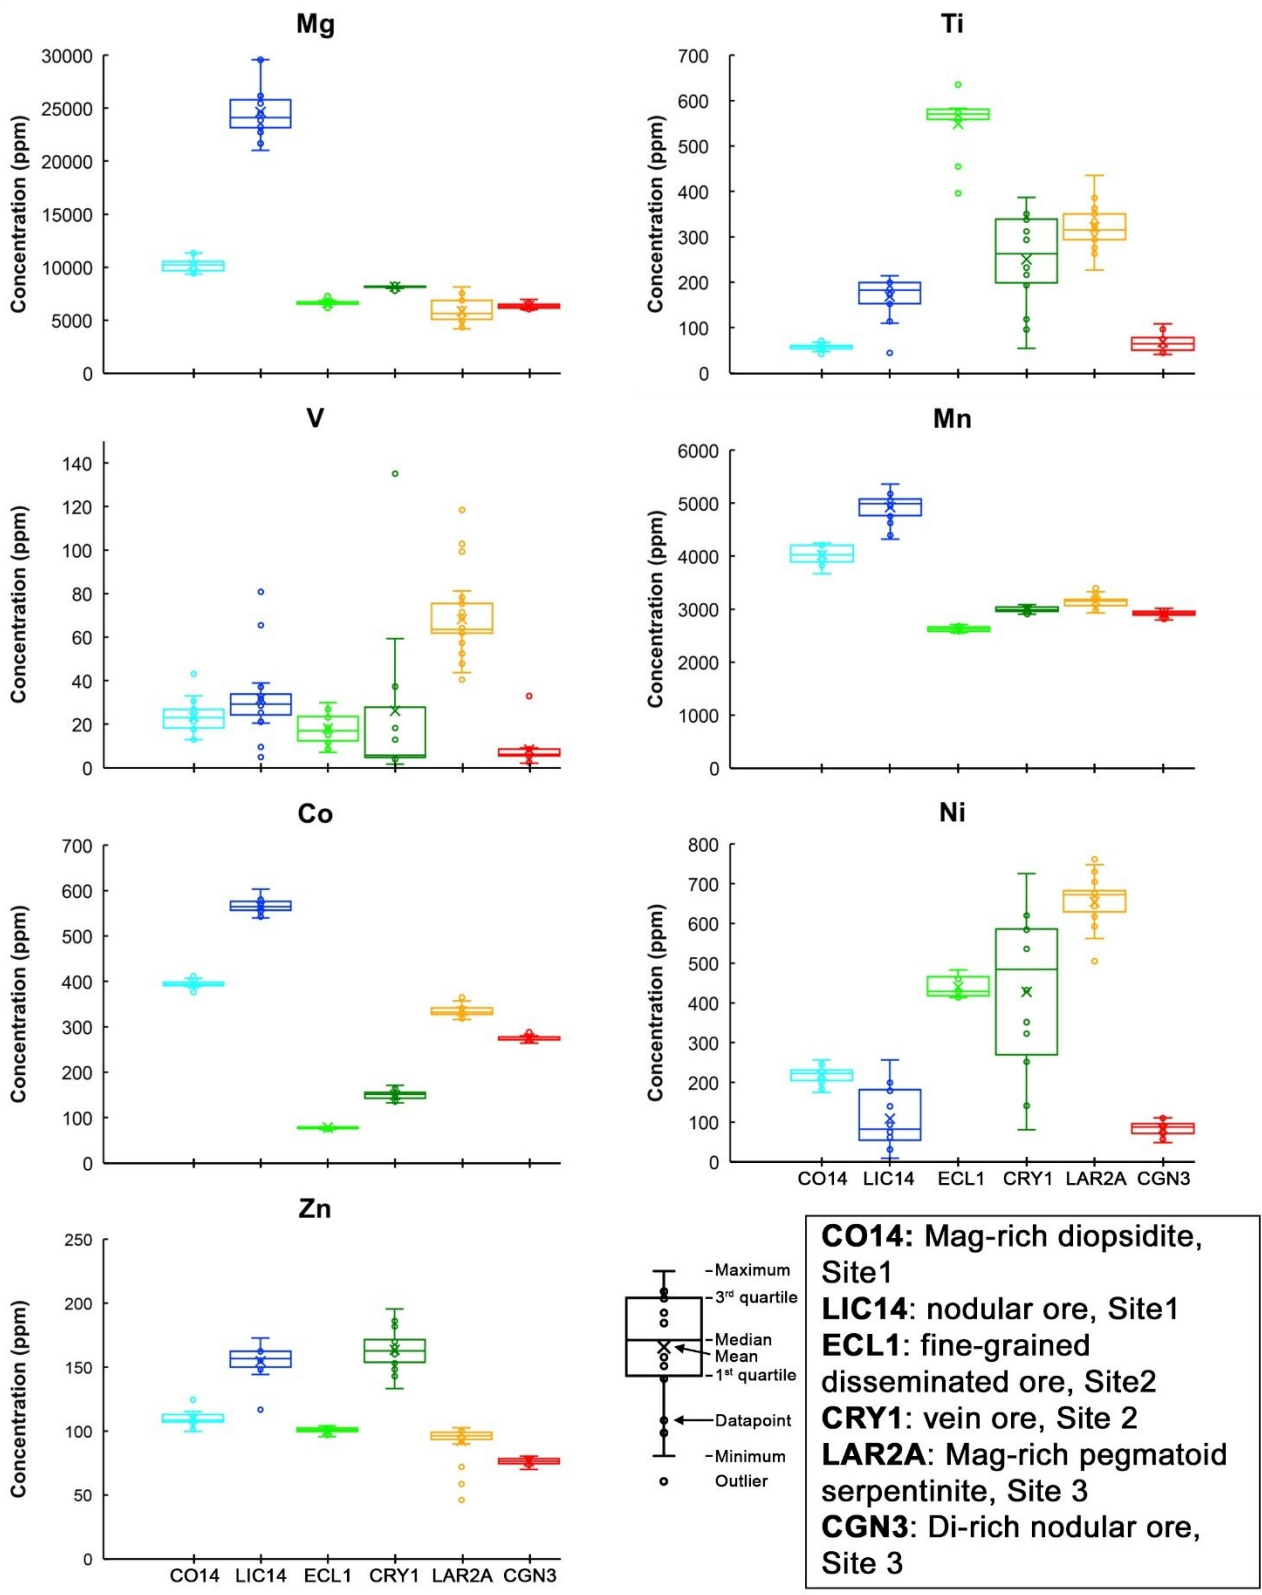 Mg
Concentration (ppm)
30000
25000
20000
15000
10000
5000
0
Ti
Concentration (ppm)
700
600
500
400
300
200
100
0
V
Concentration (ppm)
140
120
100
80
60
40
20
0
Mn
Concentration (ppm)
6000
5000
4000
3000
2000
1000
0
Co
Concentration (ppm)
700
600
500
400
300
200
100
0
Ni
Concentration (ppm)
800
700
600
500
400
300
200
100
0
CO14 LIC14 ECL1 CRY1 LAR2A CGN3
Zn
Concentration (ppm)
250
200
150
100
50
0
CO14 LIC14 ECL1 CRY1 LAR2A CGN3
Maximum
3rd quartile
Median
Mean
1st quartile
Datapoint
Minimum
Outlier
CO14: Mag-rich diopsidite,
Site1
LIC14: nodular ore, Site1
ECL1: fine-grained
disseminated ore, Site2
CRY1: vein ore, Site 2
LAR2A: Mag-rich pegmatoid
serpentinite, Site 3
CGN3: Di-rich nodular ore,
Site 3